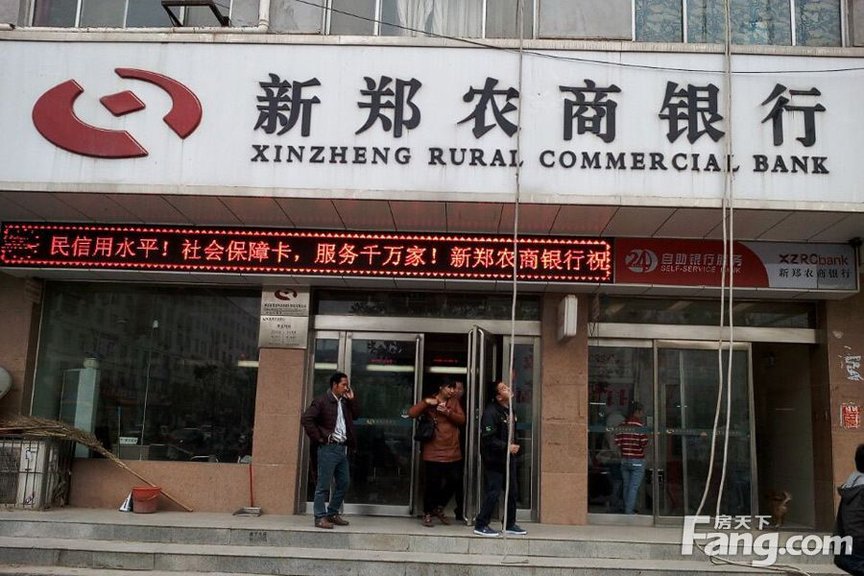 新郑农商银行
XINZHENG RURAL COMMERCIAL BANK
民信用水平！社会保障卡，服务千万家！新郑农商银行祝
24 自助银行服务
SELF-SERVICE BANK
XZRCbank
新郑农商银行
房天下
Fang.com